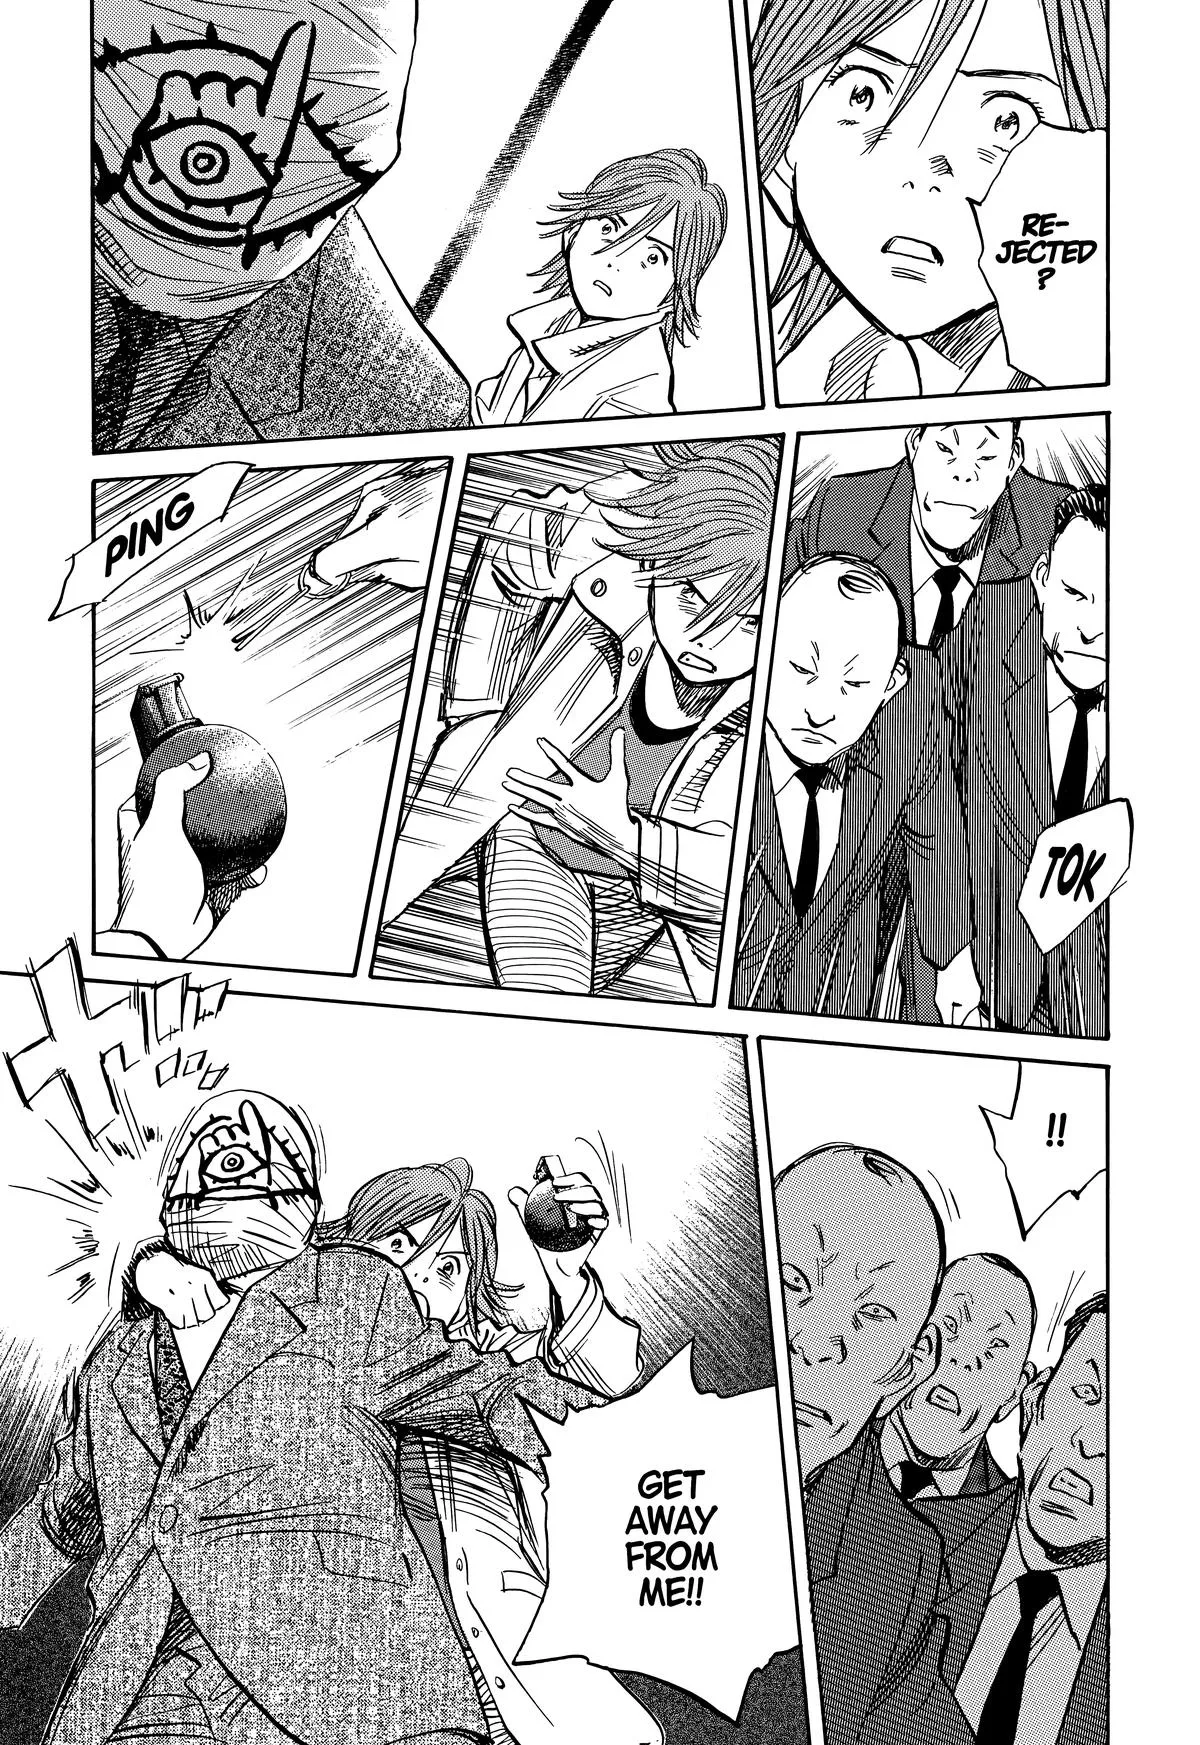 RE-
JECTED
?
TOK
PING
!!
GET
AWAY
FROM
ME!!